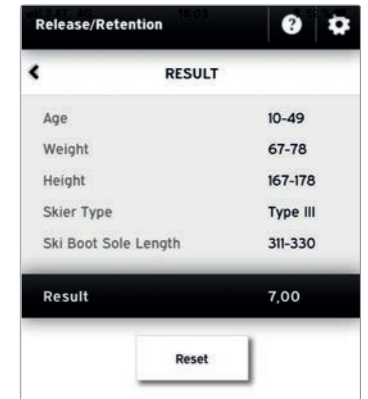 Release/Retention ?
RESULT
Age 10-49
Weight 67-78
Height 167-178
Skier Type Type III
Ski Boot Sole Length 311-330
Result 7,00
Reset